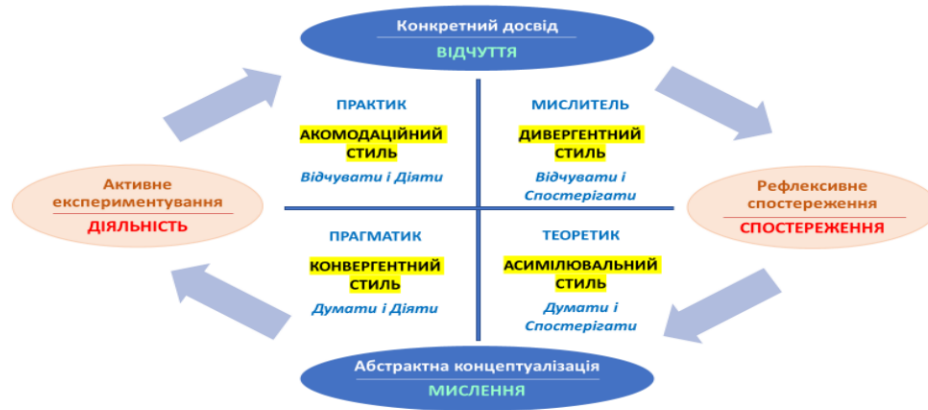 Конкретний досвід
ВІДЧУТТЯ
ПРАКТИК
АКОМОДАЦІЙНИЙ
СТИЛЬ
Відчувати і Діяти
МИСЛИТЕЛЬ
ДИВЕРГЕНТНИЙ
СТИЛЬ
Відчувати і
Спостерігати
Активне
експериментування
ДІЯЛЬНІСТЬ
Рефлексивне
спостереження
СПОСТЕРЕЖЕННЯ
ПРАГМАТИК
КОНВЕРГЕНТНИЙ
СТИЛЬ
Думати і Діяти
ТЕОРЕТИК
АСИМІЛЮВАЛЬНИЙ
СТИЛЬ
Думати і
Спостерігати
Абстрактна концептуалізація
МИСЛЕННЯ